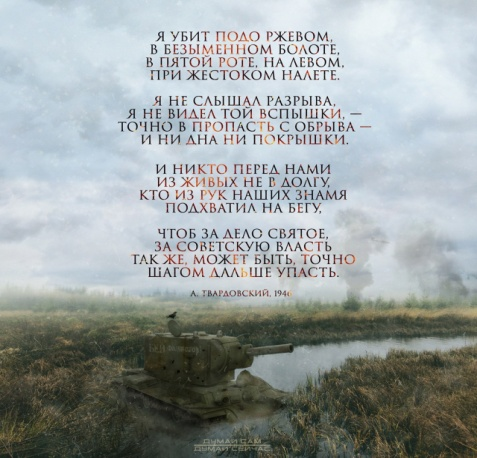 Я УБИТ ПОДО РЖЕВОМ,
В БЕЗЫМЕННОМ БОЛОТЕ,
В ПЯТОЙ РОТЕ, НА ЛЕВОМ,
ПРИ ЖЕСТОКОМ НАЛЕТЕ.
Я НЕ СЛЫШАЛ РАЗРЫВА,
Я НЕ ВИДЕЛ ТОЙ ВСПЫШКИ, —
ТОЧНО В ПРОПАСТЬ С ОБРЫВА —
И НИ ДНА НИ ПОКРЫШКИ.
И НИКТО ПЕРЕД НАМИ
ИЗ ЖИВЫХ НЕ В ДОЛГУ,
КТО ИЗ РУК НАШИХ ЗНАМЯ
ПОДХВАТИЛ НА БЕГУ,
ЧТОБ ЗА ДЕЛО СВЯТОЕ,
ЗА СОВЕТСКУЮ ВЛАСТЬ
ТАК ЖЕ, МОЖЕТ БЫТЬ, ТОЧНО
ШАГОМ ДАЛЬШЕ УПАСТЬ.
А. ТВАРДОВСКИЙ, 1946
ДУМАЙ САМ
ДУМАЙ СЕЙЧАС